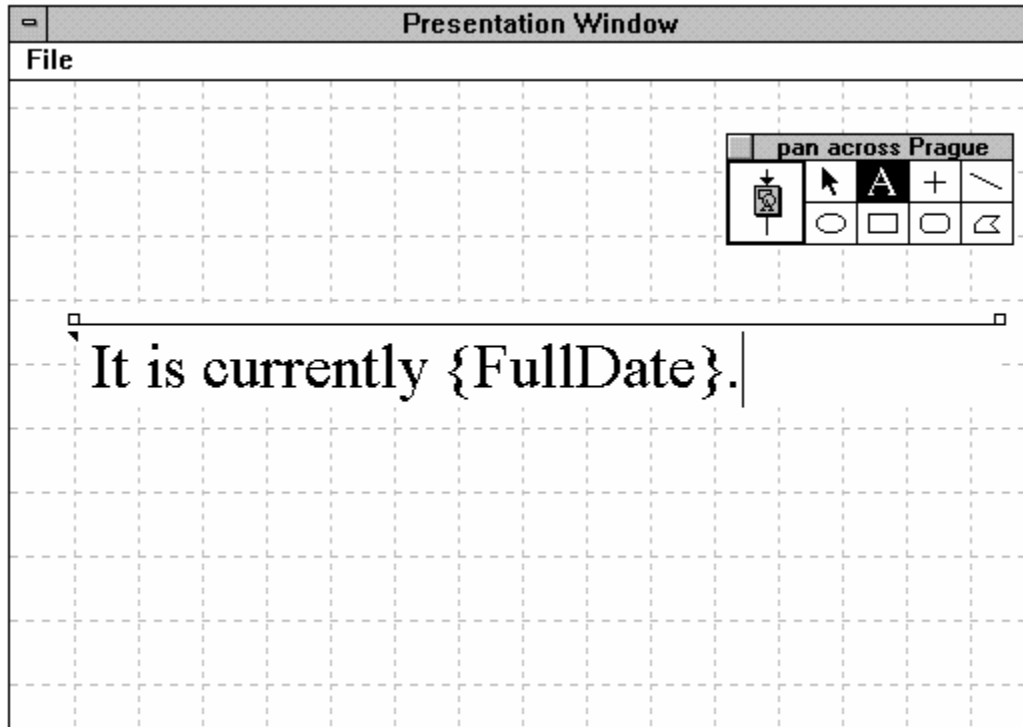 Presentation Window
File
pan across Prague
A
It is currently {FullDate}.